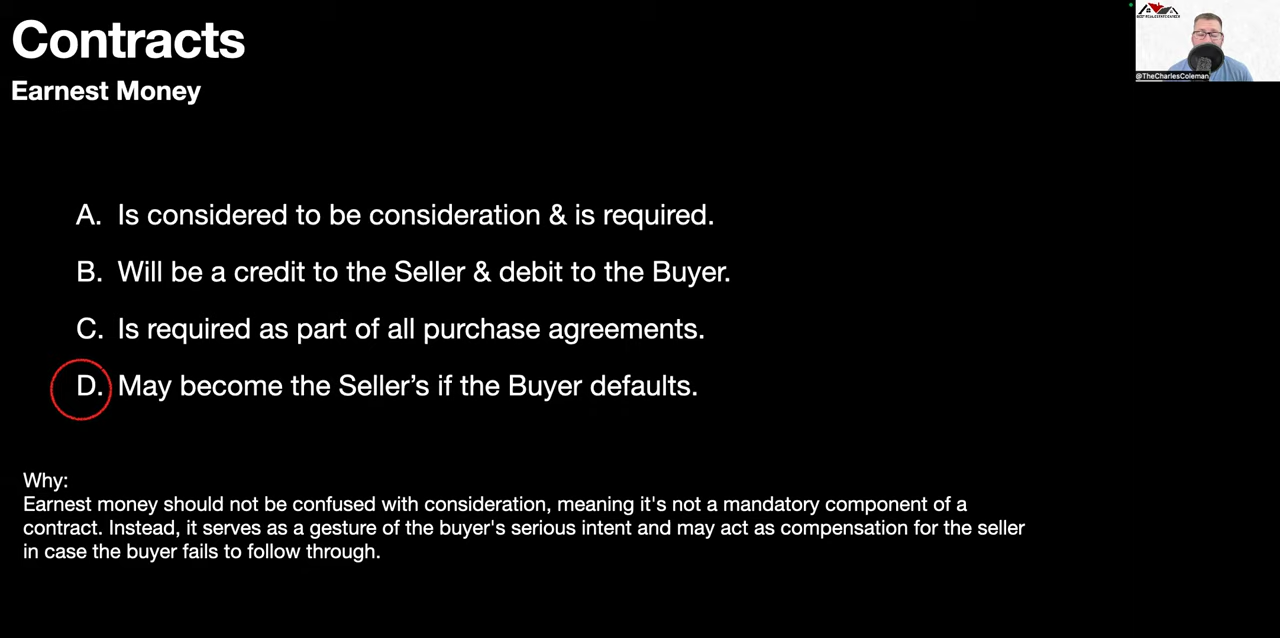 Contracts
Earnest Money
A. Is considered to be consideration & is required.
B. Will be a credit to the Seller & debit to the Buyer.
C. Is required as part of all purchase agreements.
D. May become the Seller's if the Buyer defaults.
Why:
Earnest money should not be confused with consideration, meaning it's not a mandatory component of a
contract. Instead, it serves as a gesture of the buyer's serious intent and may act as compensation for the seller
in case the buyer fails to follow through.
@TheCharlesColeman